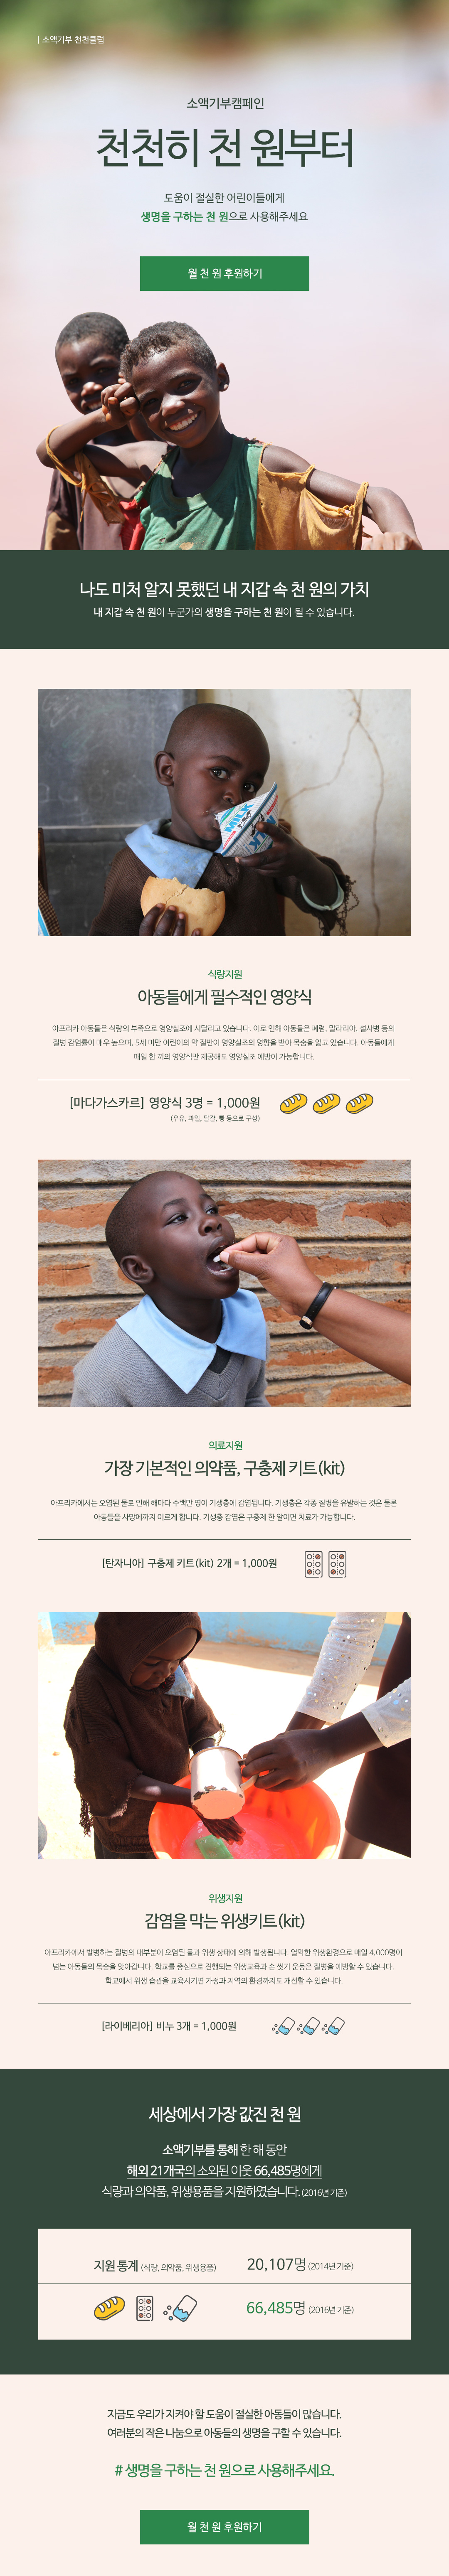 | 소액기부 천천클럽
소액기부캠페인
천천히 천 원부터
도움이 절실한 어린이들에게
생명을 구하는 천 원으로 사용해주세요
월 천 원 후원하기
나도 미처 알지 못했던 내 지갑 속 천 원의 가치
내 지갑 속 천 원이 누군가의 생명을 구하는 천 원이 될 수 있습니다.
식량지원
아동들에게 필수적인 영양식
아프리카 아동들은 식량의 부족으로 영양실조에 시달리고 있습니다. 이로 인해 아동들은 폐렴, 말라리아, 설사병 등의
질병 감염률이 매우 높으며, 5세 미만 어린이의 약 절반이 영양실조의 영향을 받아 목숨을 잃고 있습니다. 아동들에게
매일 한 끼의 영양식만 제공해도 영양실조 예방이 가능합니다.
[마다가스카르] 영양식 3명 = 1,000원
(우유, 과일, 달걀, 빵 등으로 구성)
의료지원
가장 기본적인 의약품, 구충제 키트(kit)
아프리카에서는 오염된 물로 인해 해마다 수백만 명이 기생충에 감염됩니다. 기생충은 각종 질병을 유발하는 것은 물론
아동들을 사망에까지 이르게 합니다. 기생충 감염은 구충제 한 알이면 치료가 가능합니다.
[탄자니아] 구충제 키트(kit) 2개 = 1,000원
위생지원
감염을 막는 위생키트(kit)
아프리카에서 발병하는 질병의 대부분이 오염된 물과 위생 상태에 의해 발생됩니다. 열악한 위생환경으로 매일 4,000명이
넘는 아동들의 목숨을 앗아갑니다. 학교를 중심으로 진행되는 위생교육과 손 씻기 운동은 질병을 예방할 수 있습니다.
학교에서 위생 습관을 교육시키면 가정과 지역의 환경까지도 개선할 수 있습니다.
[라이베리아] 비누 3개 = 1,000원
세상에서 가장 값진 천 원
소액기부를 통해 한 해 동안
해외 21개국의 소외된 이웃 66,485명에게
식량과 의약품, 위생용품을 지원하였습니다.(2016년 기준)
지원 통계 (식량, 의약품, 위생용품)
20,107명 (2014년 기준)
66,485명 (2016년 기준)
지금도 우리가 지켜야 할 도움이 절실한 아동들이 많습니다.
여러분의 작은 나눔으로 아동들의 생명을 구할 수 있습니다.
# 생명을 구하는 천 원으로 사용해주세요.
월 천 원 후원하기